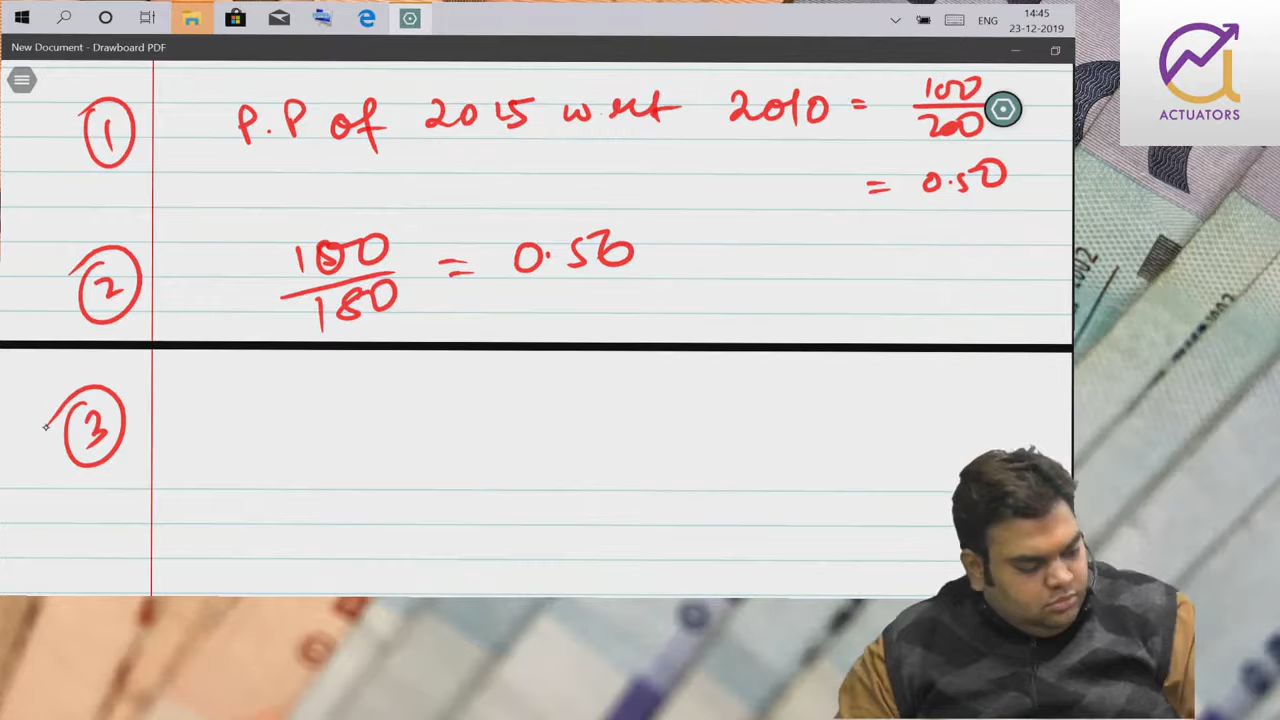 14:45
ENG
23-12-2019
New Document - Drawboard PDF
ACTUATORS
1 P.P of 2015 w.r.t 2010 = 100/200
= 0.50
2 100/180 = 0.56
3